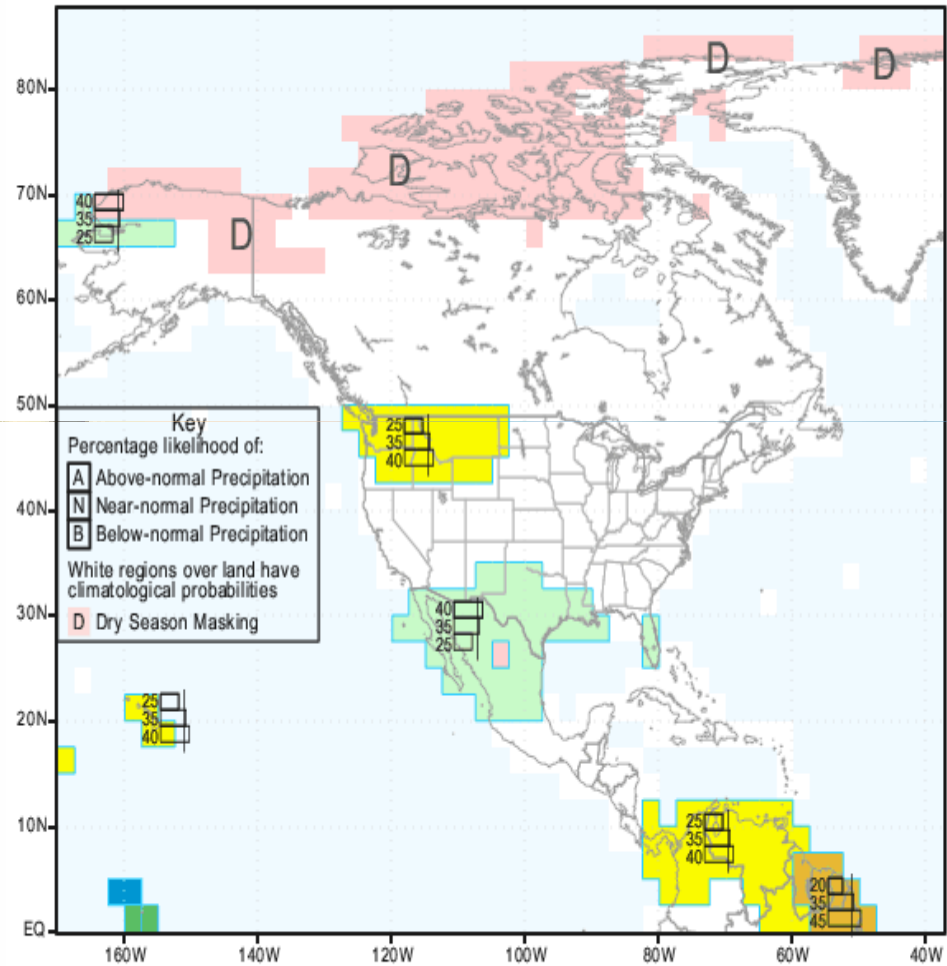 80N
70N
60N
50N
40N
30N
20N
10N
EQ
160W
140W
120W
100W
80W
60W
40W
D
D
D
D
40
35
25
25
35
40
40
35
25
25
35
40
25
35
40
20
35
45
Key
Percentage likelihood of:
A Above-normal Precipitation
N Near-normal Precipitation
B Below-normal Precipitation
White regions over land have
climatological probabilities
D Dry Season Masking